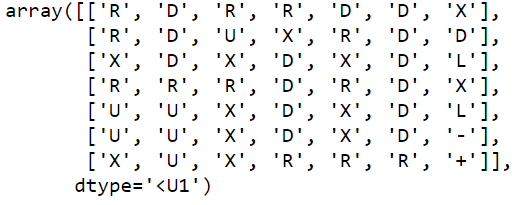 array([['R', 'D', 'R', 'R', 'D', 'D', 'X'],
['R', 'D', 'U', 'X', 'R', 'D', 'D'],
['X', 'D', 'X', 'D', 'X', 'D', 'L'],
['R', 'R', 'R', 'D', 'R', 'D', 'X'],
['U', 'U', 'X', 'D', 'X', 'D', 'L'],
['U', 'U', 'X', 'D', 'X', 'D', '-'],
['X', 'U', 'X', 'R', 'R', 'R', '+']],
dtype='<U1')